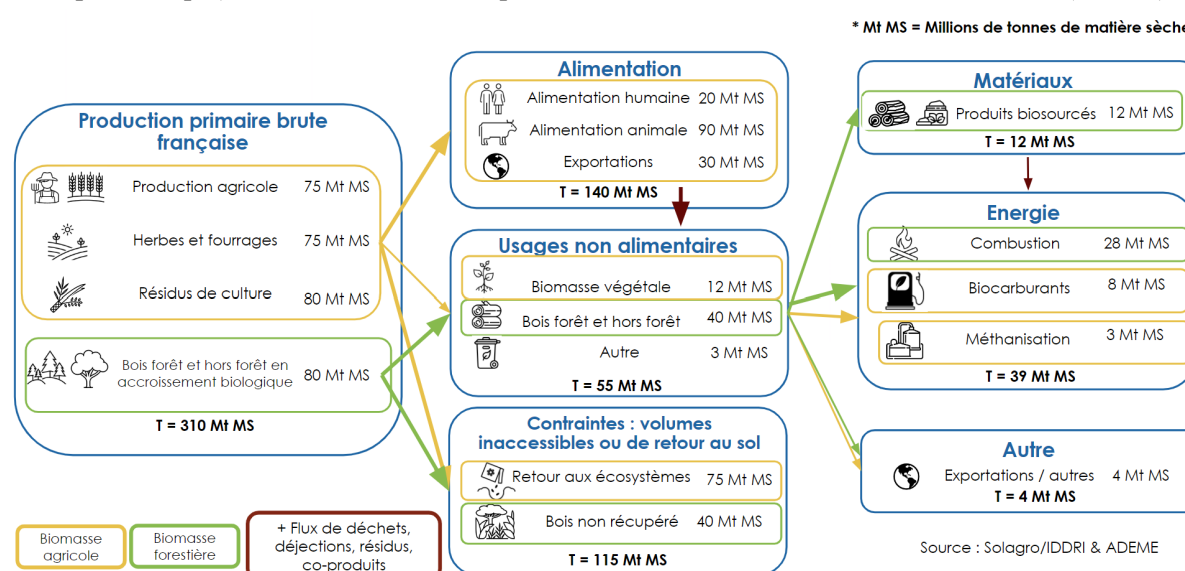 * Mt MS = Millions de tonnes de matière sèche
Production primaire brute
française
Production agricole 75 Mt MS
Herbes et fourrages 75 Mt MS
Résidus de culture 80 Mt MS
Bois forêt et hors forêt en
accroissement biologique 80 Mt MS
T = 310 Mt MS
Biomasse
agricole
Biomasse
forestière
+ Flux de déchets,
déjections, résidus,
co-produits
Alimentation
Alimentation humaine 20 Mt MS
Alimentation animale 90 Mt MS
Exportations 30 Mt MS
T = 140 Mt MS
Usages non alimentaires
Biomasse végétale 12 Mt MS
Bois forêt et hors forêt 40 Mt MS
Autre 3 Mt MS
T = 55 Mt MS
Contraintes : volumes
inaccessibles ou de retour au sol
Retour aux écosystèmes 75 Mt MS
Bois non récupéré 40 Mt MS
T = 115 Mt MS
Matériaux
Produits biosourcés 12 Mt MS
T = 12 Mt MS
Energie
Combustion 28 Mt MS
Biocarburants 8 Mt MS
Méthanisation 3 Mt MS
T = 39 Mt MS
Autre
Exportations / autres 4 Mt MS
T = 4 Mt MS
Source : Solagro/IDDRI & ADEME